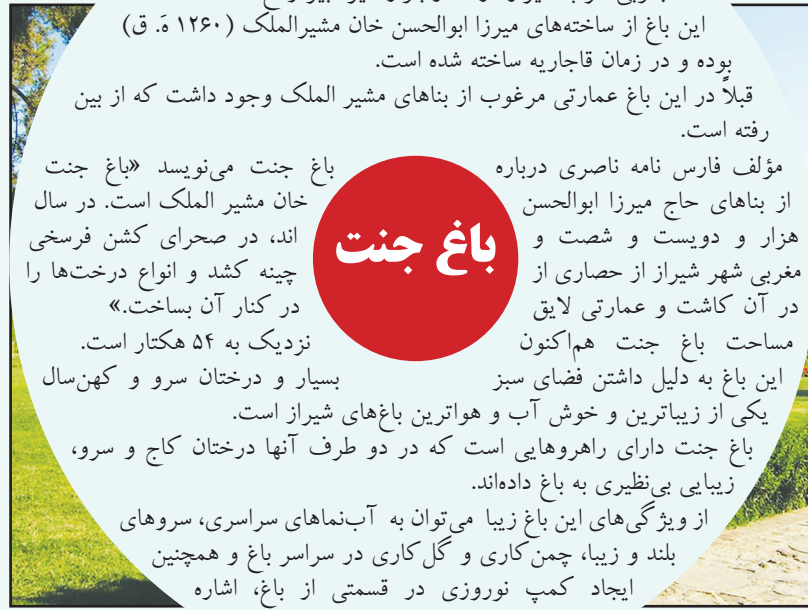 این باغ از ساخته‌های میرزا ابوالحسن خان مشیرالملک (۱۲۶۰ هَ. ق)
بوده و در زمان قاجاریه ساخته شده است.
قبلاً در این باغ عمارتی مرغوب از بناهای مشیر الملک وجود داشت که از بین
رفته است.
مؤلف فارس نامه ناصری درباره باغ جنت می‌نویسد «باغ جنت
از بناهای حاج میرزا ابوالحسن خان مشیر الملک است. در سال
هزار و دویست و شصت و اند، در صحرای کشن فرسخی
مغربی شهر شیراز از حصاری از چینه کشد و انواع درخت‌ها را
در آن کاشت و عمارتی لایق در کنار آن بساخت.»
مساحت باغ جنت هم‌اکنون نزدیک به ۵۴ هکتار است.
این باغ به دلیل داشتن فضای سبز بسیار و درختان سرو و کهن‌سال
یکی از زیباترین و خوش آب و هواترین باغ‌های شیراز است.
باغ جنت دارای راهروهایی است که در دو طرف آنها درختان کاج و سرو،
زیبایی بی‌نظیری به باغ داده‌اند.
از ویژگی‌های این باغ زیبا می‌توان به آب‌نماهای سراسری، سروهای
بلند و زیبا، چمن‌کاری و گل‌کاری در سراسر باغ و همچنین
ایجاد کمپ نوروزی در قسمتی از باغ، اشاره
باغ جنت